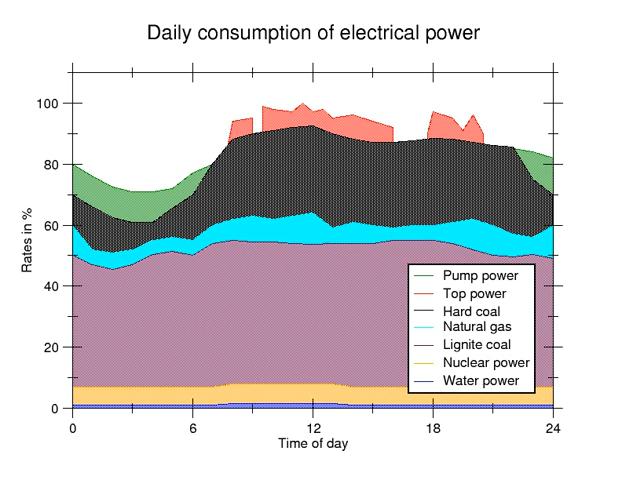 Daily consumption of electrical power
100
80
60
40
20
0
Rates in %
0 6 12 18 24
Time of day
Pump power
Top power
Hard coal
Natural gas
Lignite coal
Nuclear power
Water power